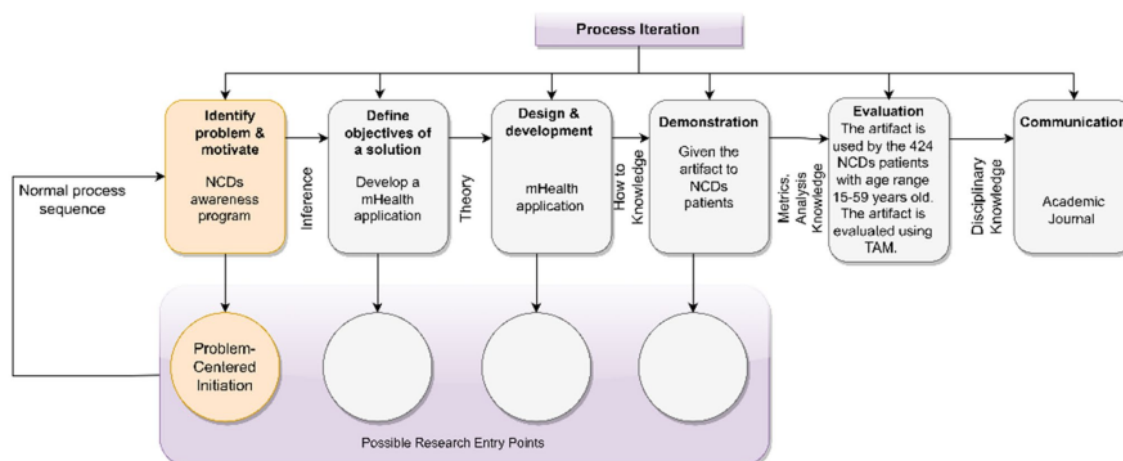 Process Iteration
Identify
problem &
motivate
NCDs
awareness
program
Inference
Define
objectives of
a solution
Develop a
mHealth
application
Theory
Design &
development
mHealth
application
How to
Knowledge
Demonstration
Given the
artifact to
NCDs
patients
Metrics,
Analysis
Knowledge
Evaluation
The artifact is
used by the 424
NCDs patients
with age range
15-59 years old.
The artifact is
evaluated using
TAM.
Disciplinary
Knowledge
Communication
Academic
Journal
Normal process
sequence
Problem-
Centered
Initiation
Possible Research Entry Points